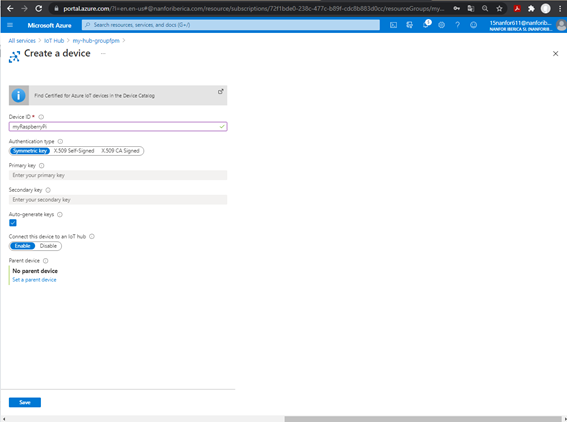 portal.azure.com/?l=en.en-us#@nanforiberica.com/resource/subscriptions/72f1bde0-238c-477c-b89f-cdc8b883d0cc/resourceGroups/my...
Microsoft Azure
Search resources, services, and docs (G+/)
1
15nanfor611@nanforib...
NANFOR IBERICA SL (NANFORIB...
All services > IoT Hub > my-hub-groupfpm >
Create a device ...
Find Certified for Azure IoT devices in the Device Catalog
Device ID *
myRaspberryPi
Authentication type
Symmetric key X.509 Self-Signed X.509 CA Signed
Primary key
Enter your primary key
Secondary key
Enter your secondary key
Auto-generate keys
Connect this device to an IoT hub
Enable Disable
Parent device
No parent device
Set a parent device
Save